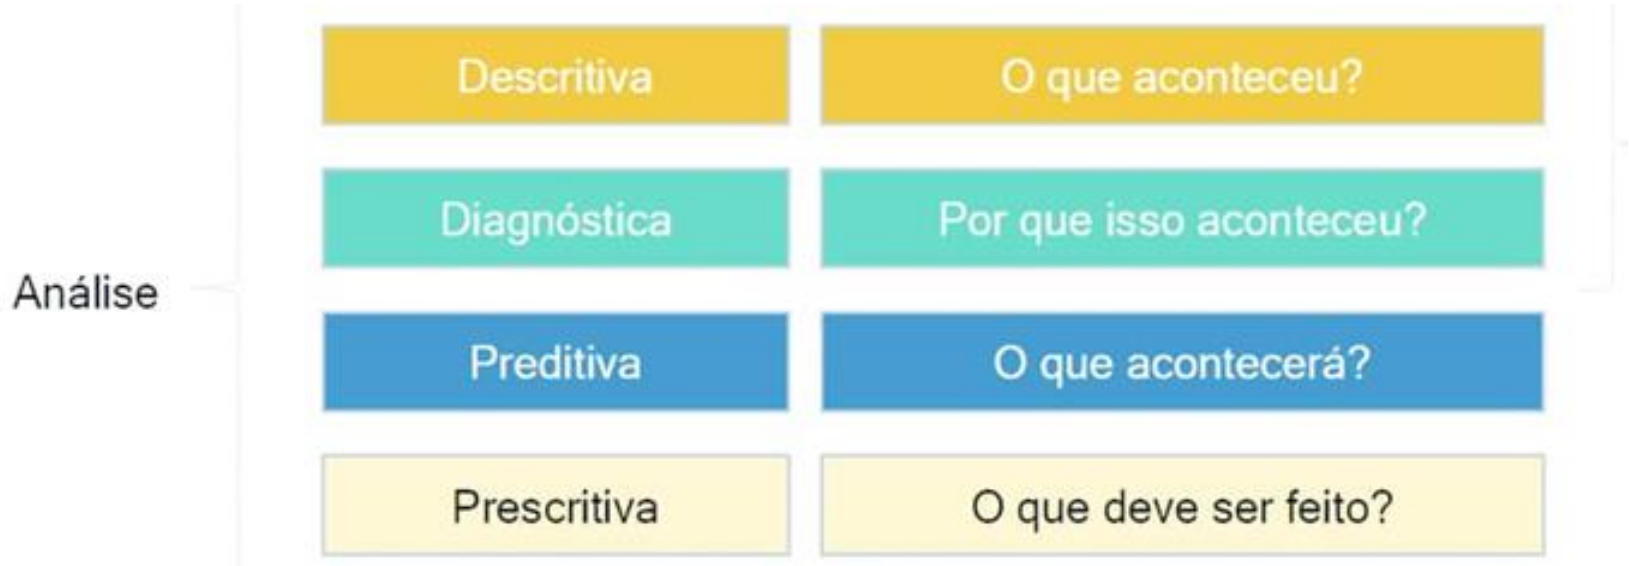 Descritiva
O que aconteceu?
Diagnóstica
Por que isso aconteceu?
Análise
Preditiva
O que acontecerá?
Prescritiva
O que deve ser feito?